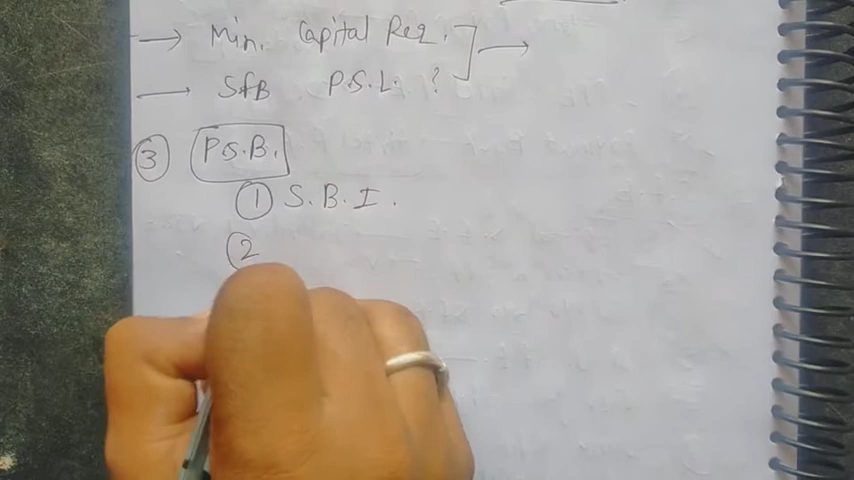 → Min. Capital Req. ] →
→ SFB P.S.L. ?
③ P.S.B.
① S.B.I.
②